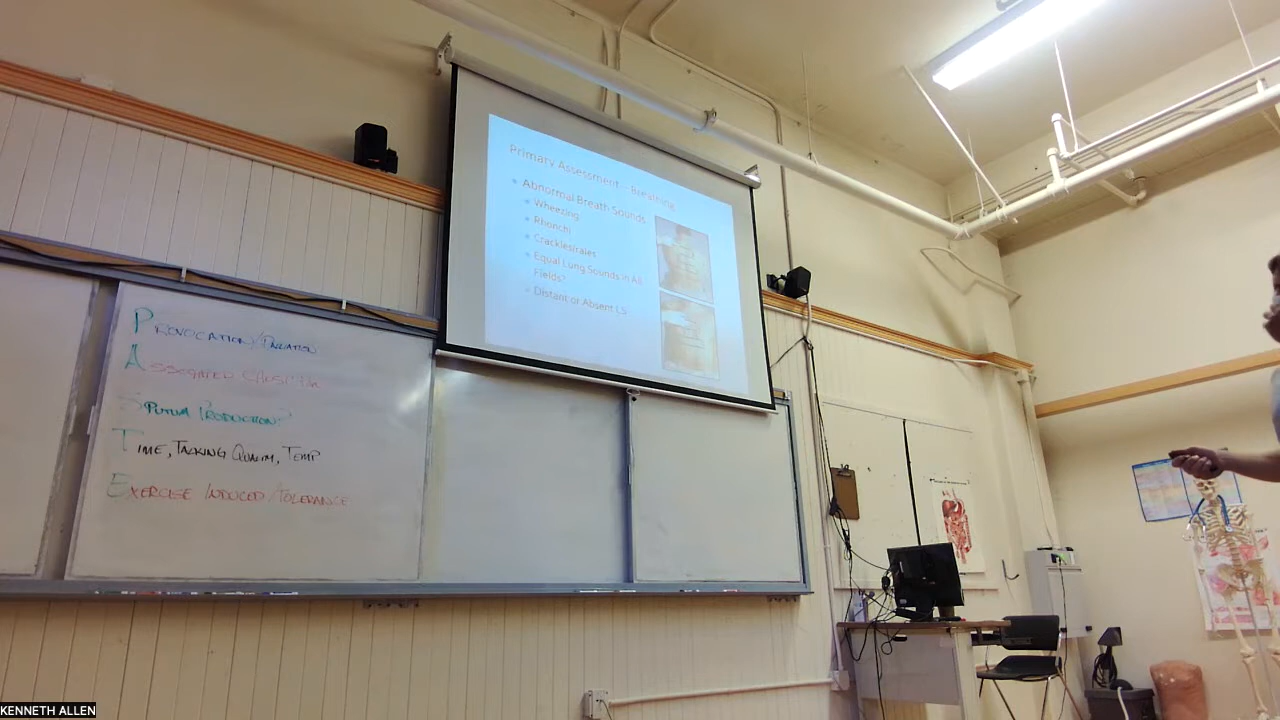 Primary Assessment - Breathing
Abnormal Breath Sounds
Wheezing
Rhonchi
Crackles/rales
Equal Lung Sounds in All
Fields?
Distant or Absent LS
PROVOCATION/PALLIATION
ASSOCIATED CHEST PAIN
SPUTUM PRODUCTION?
TIME, TALKING QUALITY, TEMP
EXERCISE INDUCED/TOLERANCE
KENNETH ALLEN